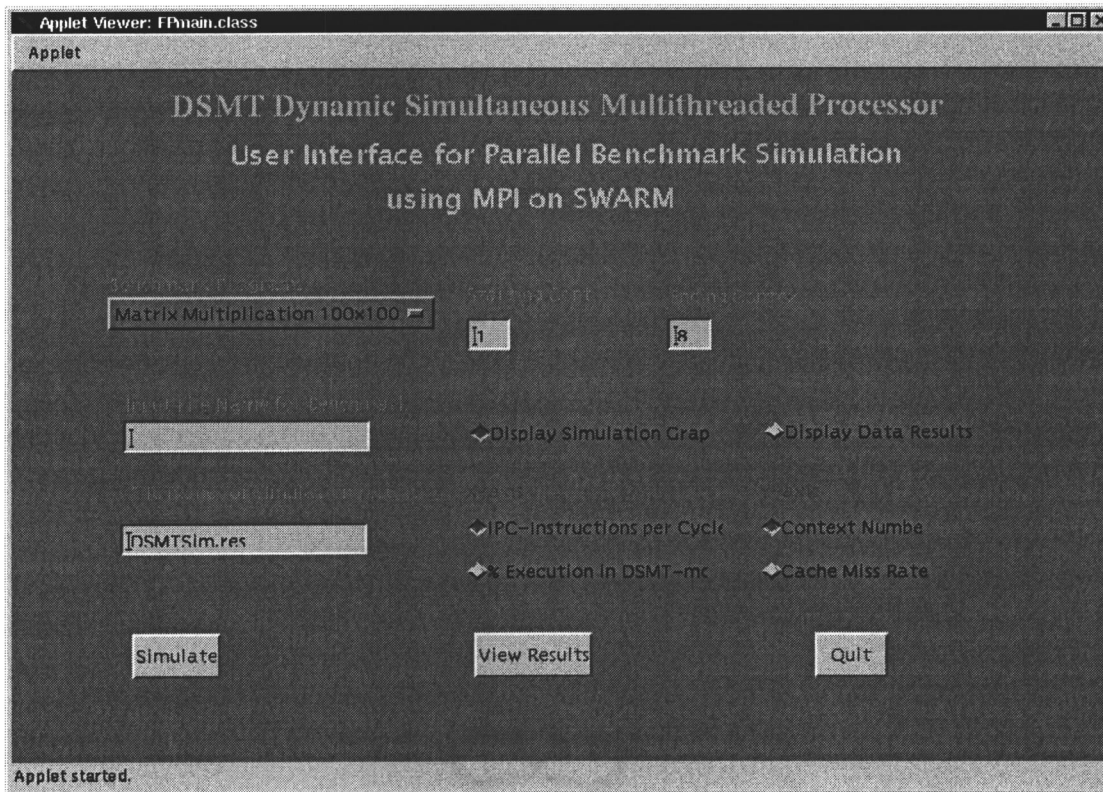 Applet Viewer: FPmain.class
Applet
DSMT Dynamic Simultaneous Multithreaded Processor
User Interface for Parallel Benchmark Simulation
using MPI on SWARM
Matrix Multiplication 100x100
1 8
Display Simulation Grap Display Data Results
DSMTSim.res
IPC-Instructions per Cycle Context Numbe
% Execution in DSMT-mo Cache Miss Rate
Simulate View Results Quit
Applet started.